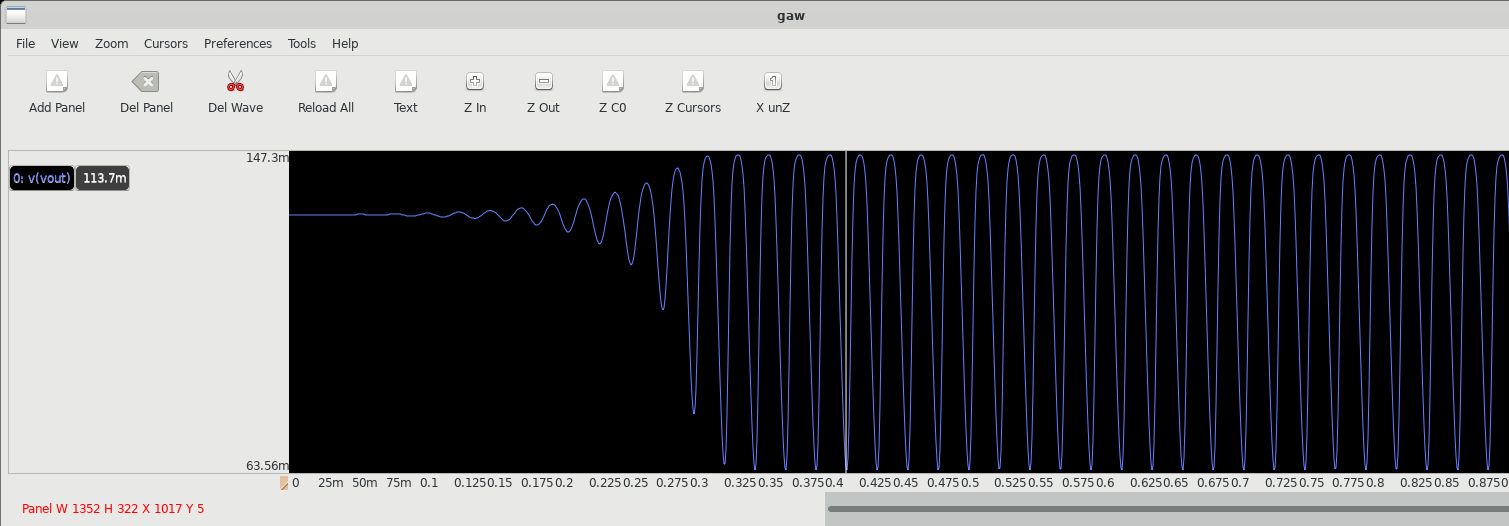 gaw
File View Zoom Cursors Preferences Tools Help
Add Panel Del Panel Del Wave Reload All Text Z In Z Out Z C0 Z Cursors X unZ
147.3m
0: v(vout) 113.7m
63.56m
0 25m 50m 75m 0.1 0.125 0.15 0.175 0.2 0.225 0.25 0.275 0.3 0.325 0.35 0.375 0.4 0.425 0.45 0.475 0.5 0.525 0.55 0.575 0.6 0.625 0.65 0.675 0.7 0.725 0.75 0.775 0.8 0.825 0.85 0.875
Panel W 1352 H 322 X 1017 Y 5